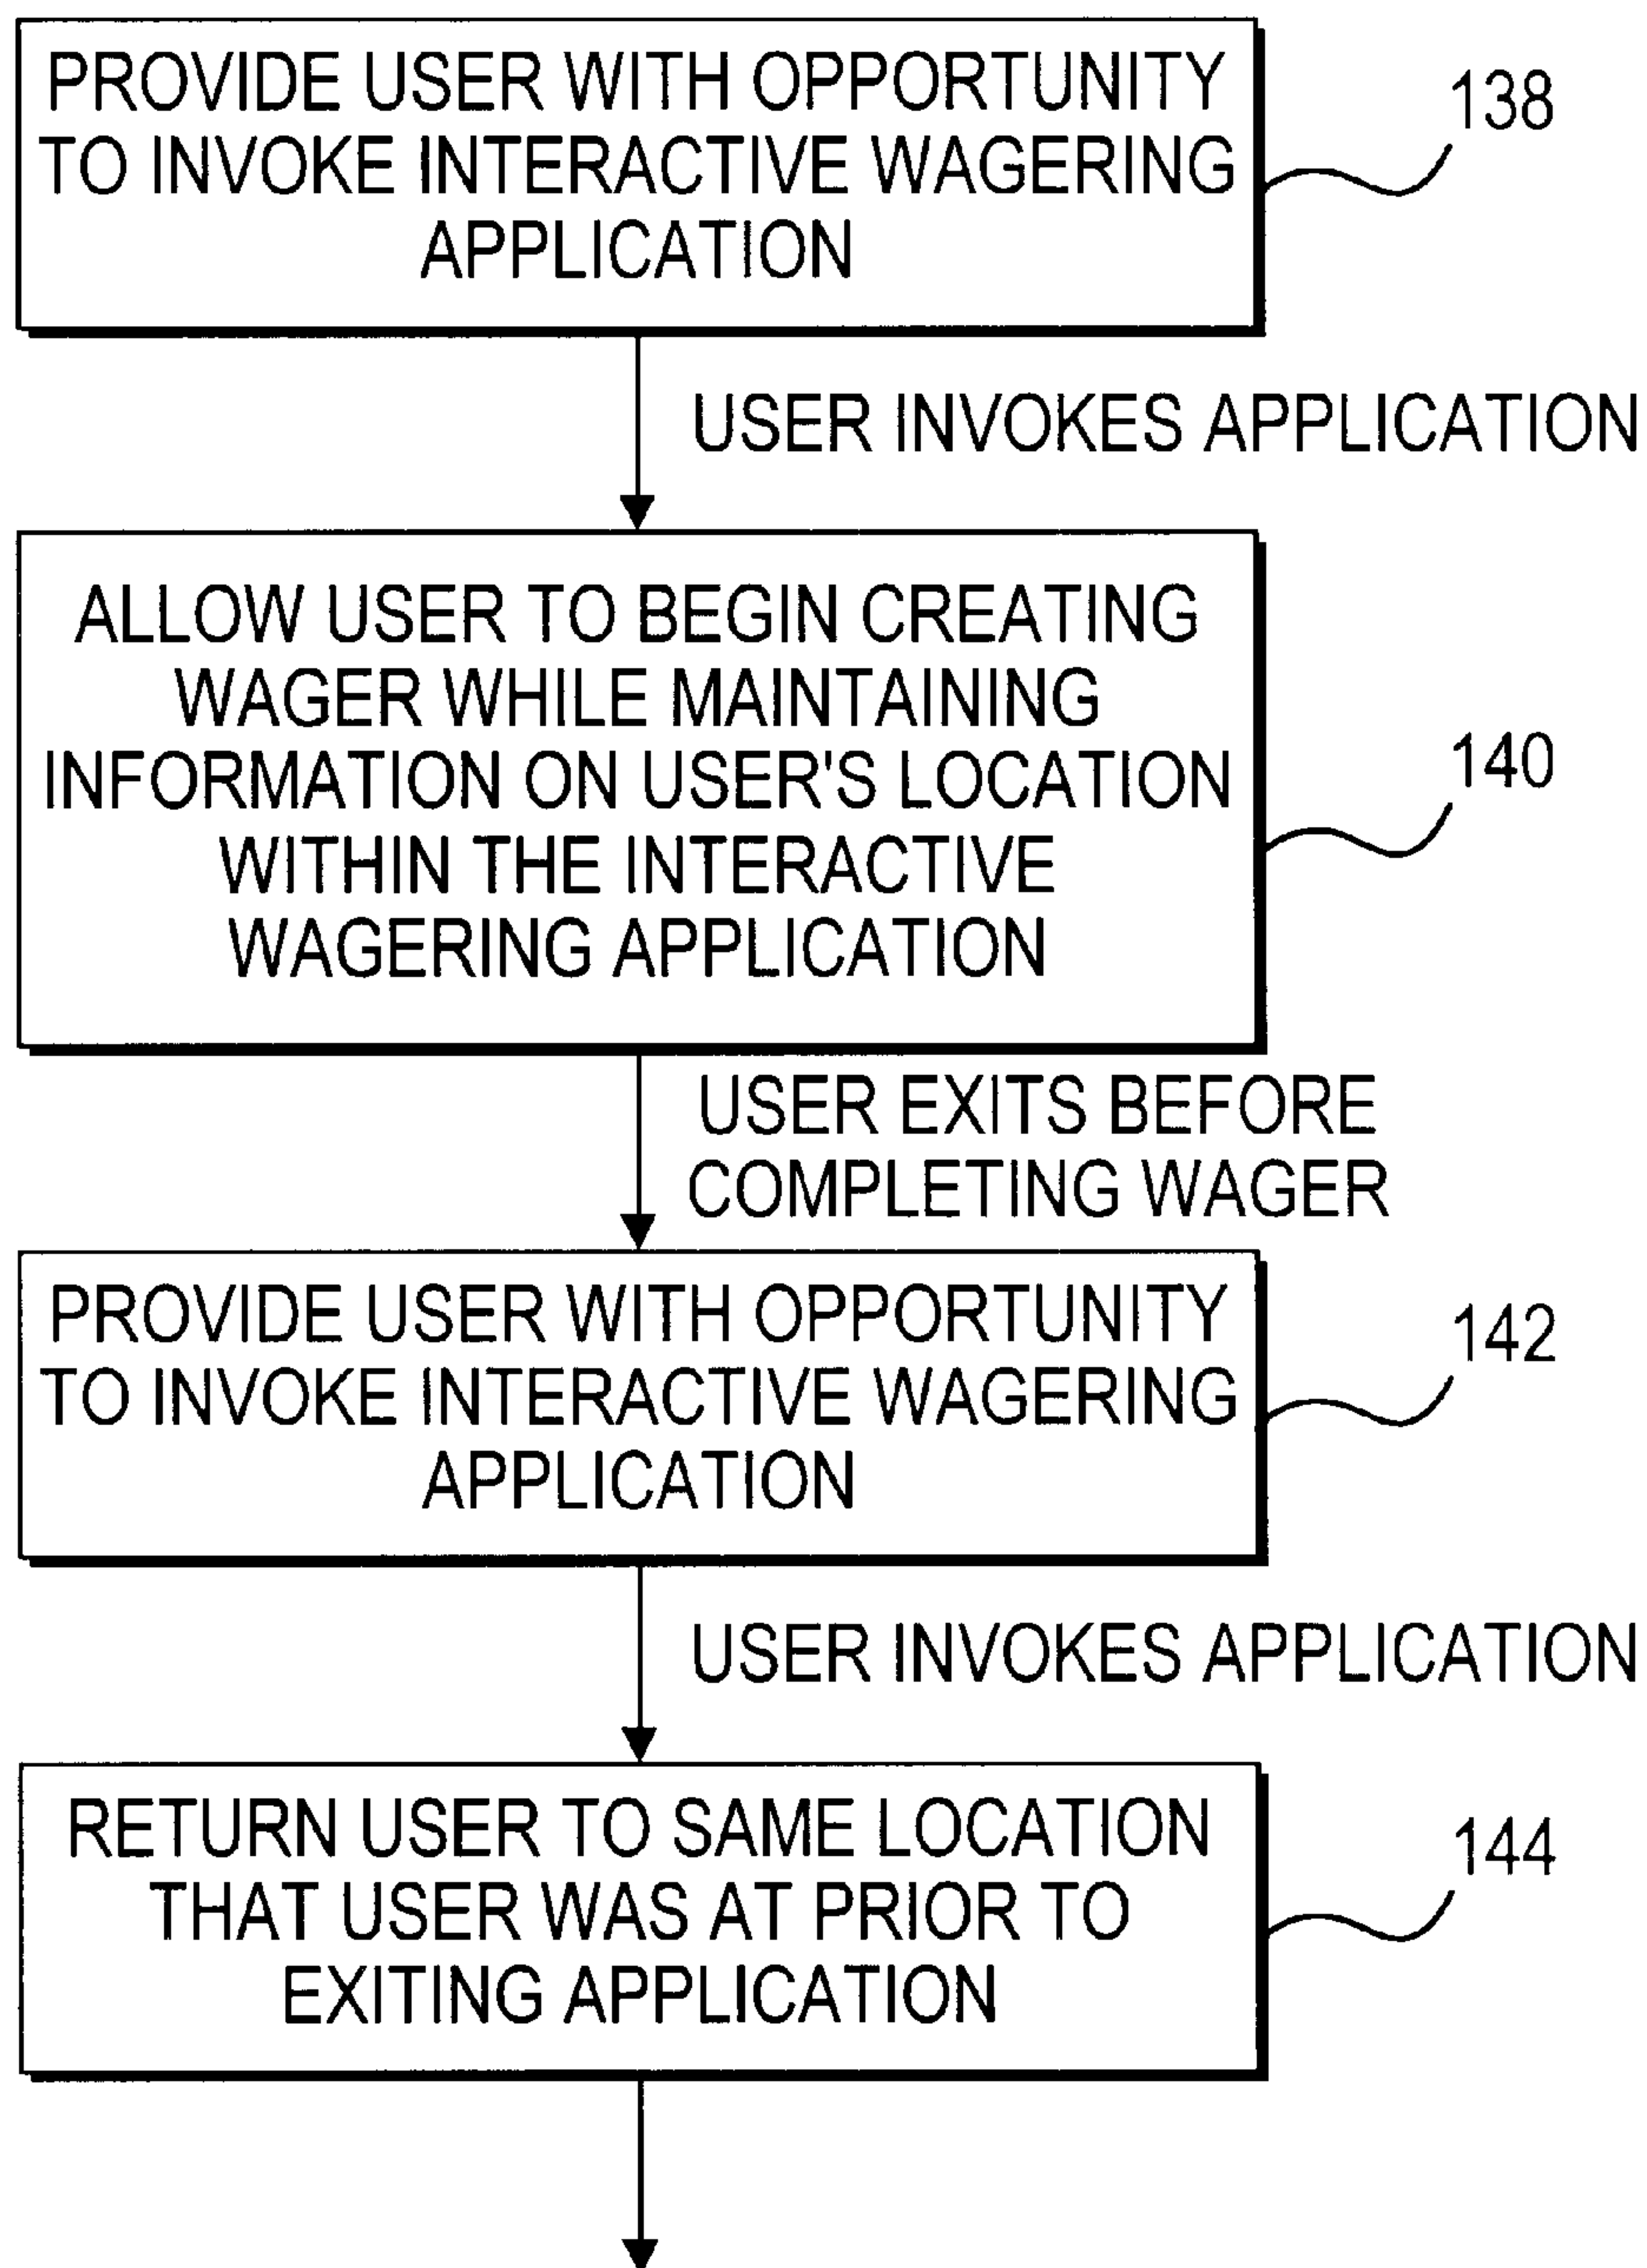 PROVIDE USER WITH OPPORTUNITY
TO INVOKE INTERACTIVE WAGERING
APPLICATION
138
USER INVOKES APPLICATION
ALLOW USER TO BEGIN CREATING
WAGER WHILE MAINTAINING
INFORMATION ON USER'S LOCATION
WITHIN THE INTERACTIVE
WAGERING APPLICATION
140
USER EXITS BEFORE
COMPLETING WAGER
PROVIDE USER WITH OPPORTUNITY
TO INVOKE INTERACTIVE WAGERING
APPLICATION
142
USER INVOKES APPLICATION
RETURN USER TO SAME LOCATION
THAT USER WAS AT PRIOR TO
EXITING APPLICATION
144